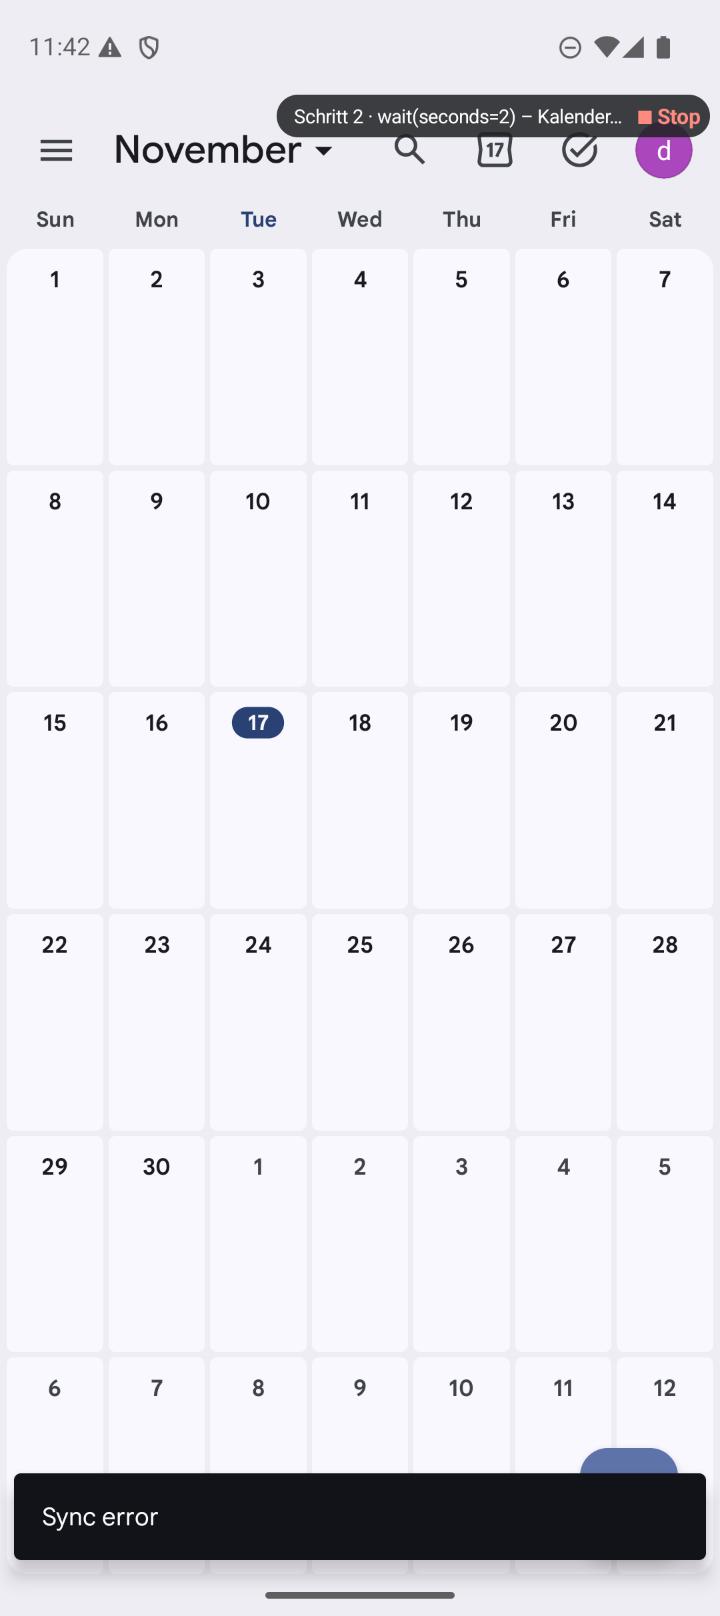 11:42
Schritt 2 · wait(seconds=2) – Kalender... Stop
November 17 d
Sun Mon Tue Wed Thu Fri Sat
1 2 3 4 5 6 7
8 9 10 11 12 13 14
15 16 17 18 19 20 21
22 23 24 25 26 27 28
29 30 1 2 3 4 5
6 7 8 9 10 11 12
Sync error